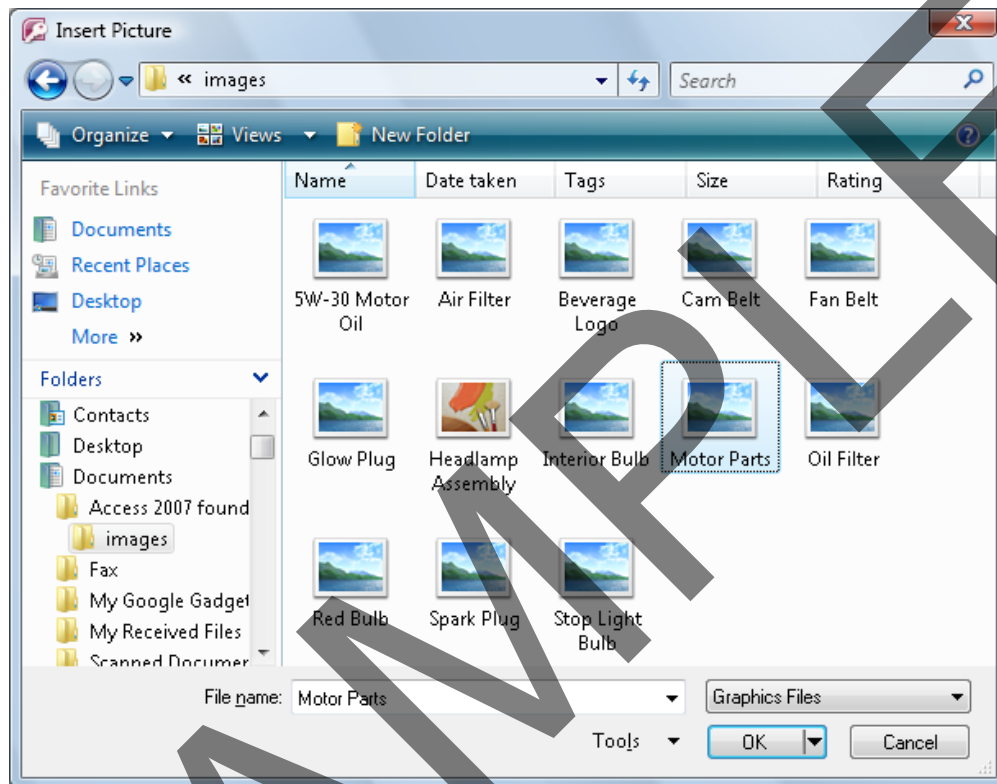 Insert Picture
« images
Search
Organize
Views
New Folder
Favorite Links
Documents
Recent Places
Desktop
More »
Folders
Contacts
Desktop
Documents
Access 2007 found
images
Fax
My Google Gadget
My Received Files
Scanned Documer
Name Date taken Tags Size Rating
5W-30 Motor
Oil
Air Filter
Beverage
Logo
Cam Belt
Fan Belt
Glow Plug
Headlamp
Assembly
Interior Bulb
Motor Parts
Oil Filter
Red Bulb
Spark Plug
Stop Light
Bulb
File name: Motor Parts
Graphics Files
Tools
OK
Cancel
AMPLE